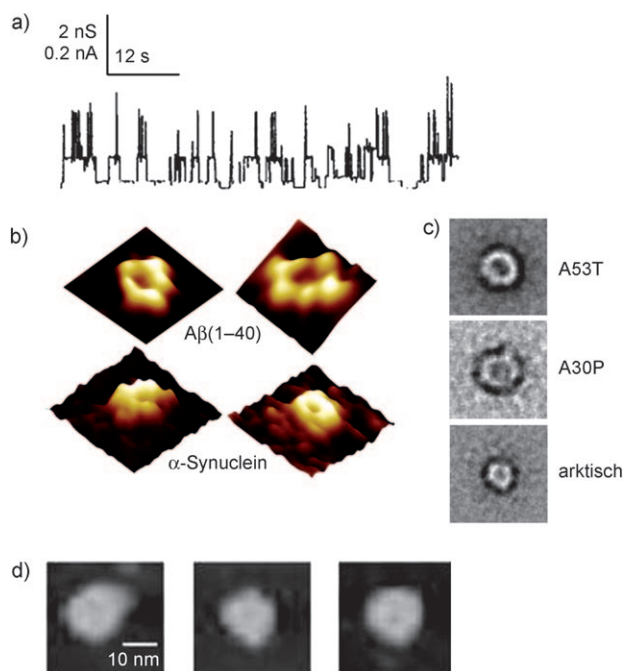 a)
2 nS
0.2 nA
12 s
b)
Aβ(1–40)
α-Synuclein
c)
A53T
A30P
arktisch
d)
10 nm